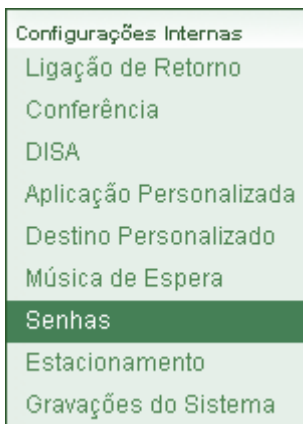 Configurações Internas
Ligação de Retorno
Conferência
DISA
Aplicação Personalizada
Destino Personalizado
Música de Espera
Senhas
Estacionamento
Gravações do Sistema